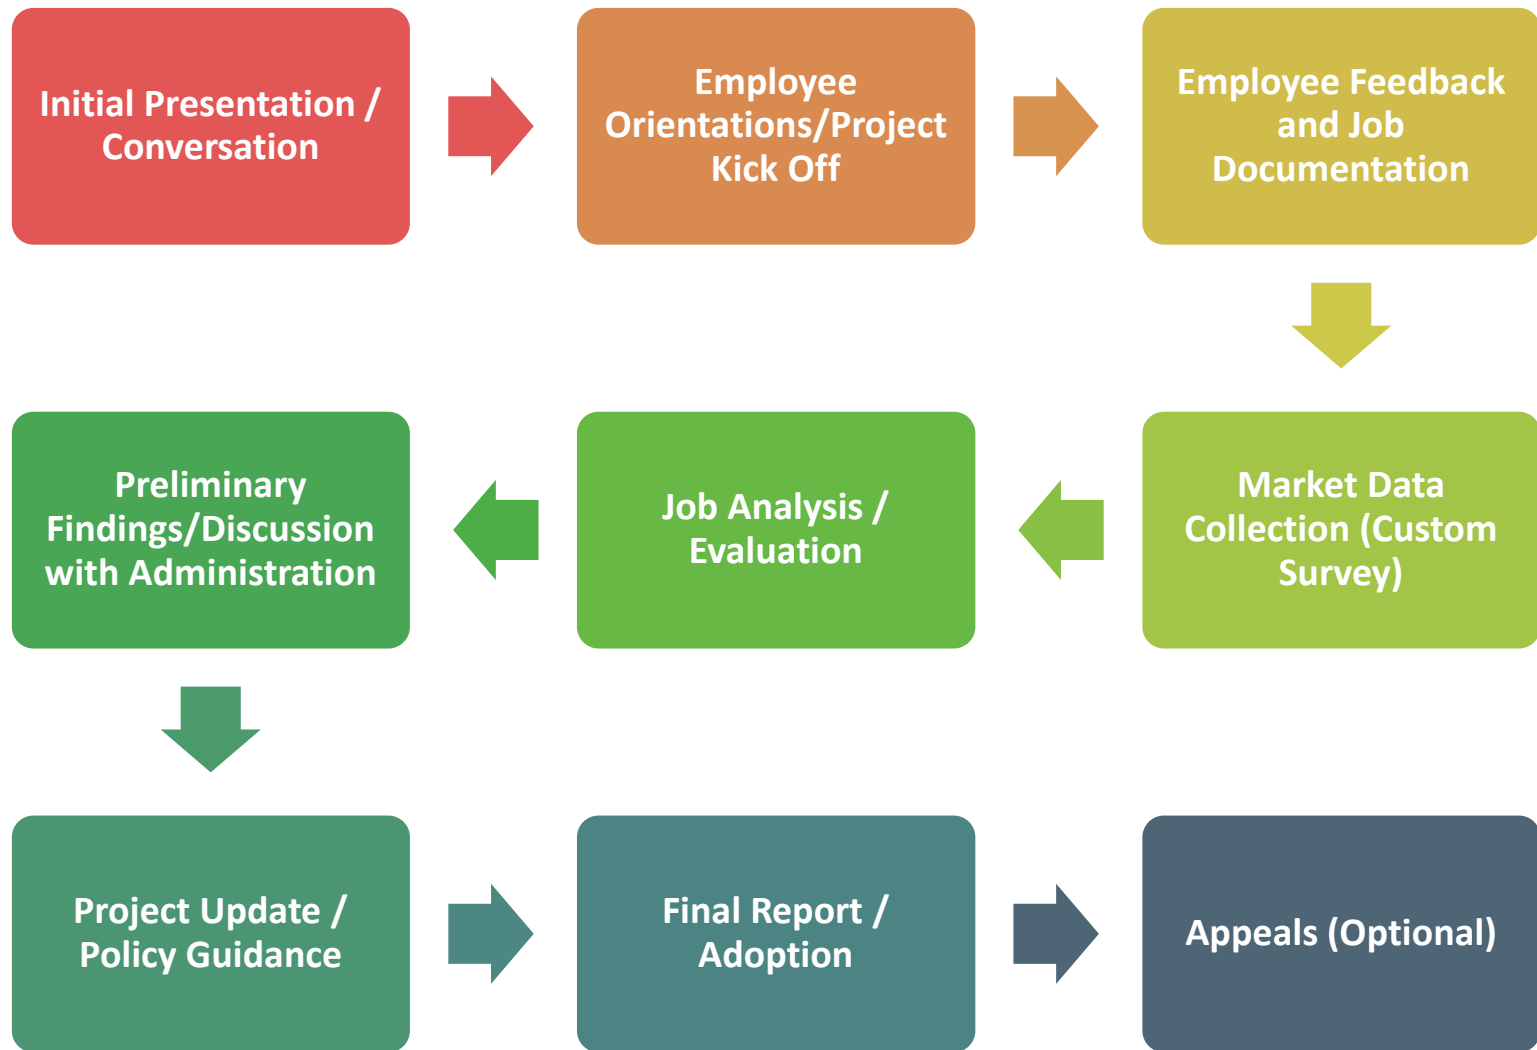 Initial Presentation /
Conversation
Employee
Orientations/Project
Kick Off
Employee Feedback
and Job
Documentation
Market Data
Collection (Custom
Survey)
Job Analysis /
Evaluation
Preliminary
Findings/Discussion
with Administration
Project Update /
Policy Guidance
Final Report /
Adoption
Appeals (Optional)